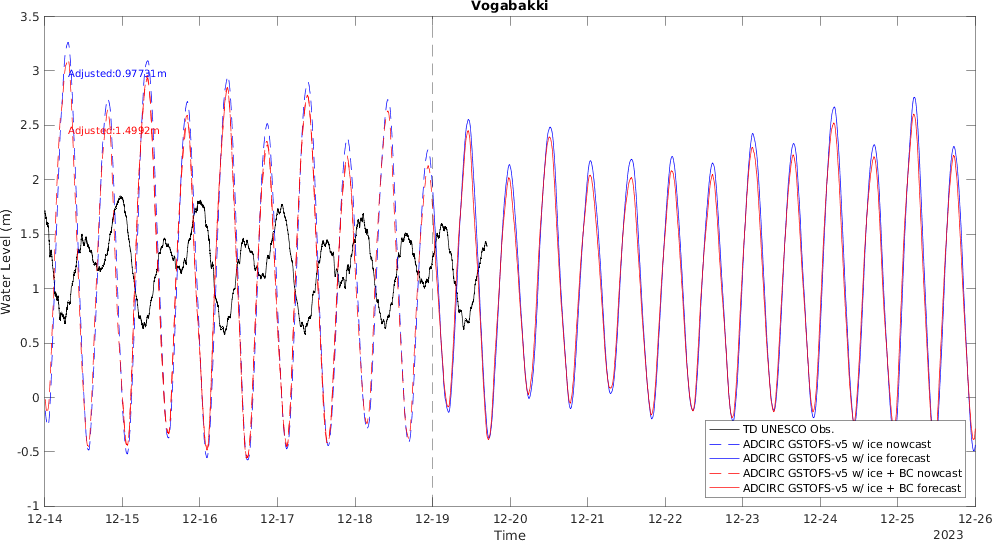 Vogabakki
3.5
3
2.5
2
1.5
1
0.5
0
-0.5
-1
Water Level (m)
Adjusted:0.97731m
Adjusted:1.4992m
TD UNESCO Obs.
ADCIRC GSTOFS-v5 w/ ice nowcast
ADCIRC GSTOFS-v5 w/ ice forecast
ADCIRC GSTOFS-v5 w/ ice + BC nowcast
ADCIRC GSTOFS-v5 w/ ice + BC forecast
12-14 12-15 12-16 12-17 12-18 12-19 12-20 12-21 12-22 12-23 12-24 12-25 12-26
Time
2023